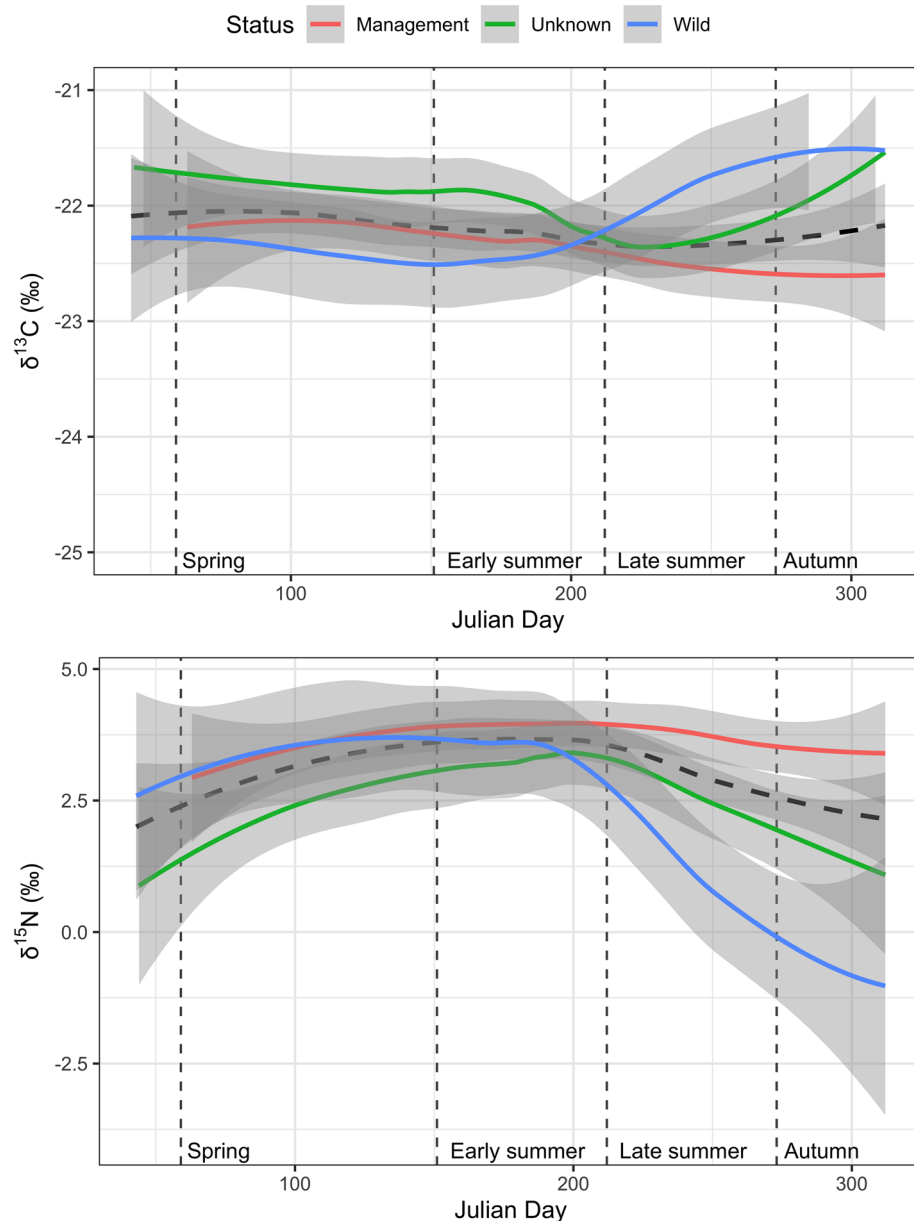 Status Management Unknown Wild
-21
-22
-23
-24
-25
δ¹³C (‰)
Spring Early summer Late summer Autumn
100 200 300
Julian Day
5.0
2.5
0.0
-2.5
δ¹⁵N (‰)
Spring Early summer Late summer Autumn
100 200 300
Julian Day